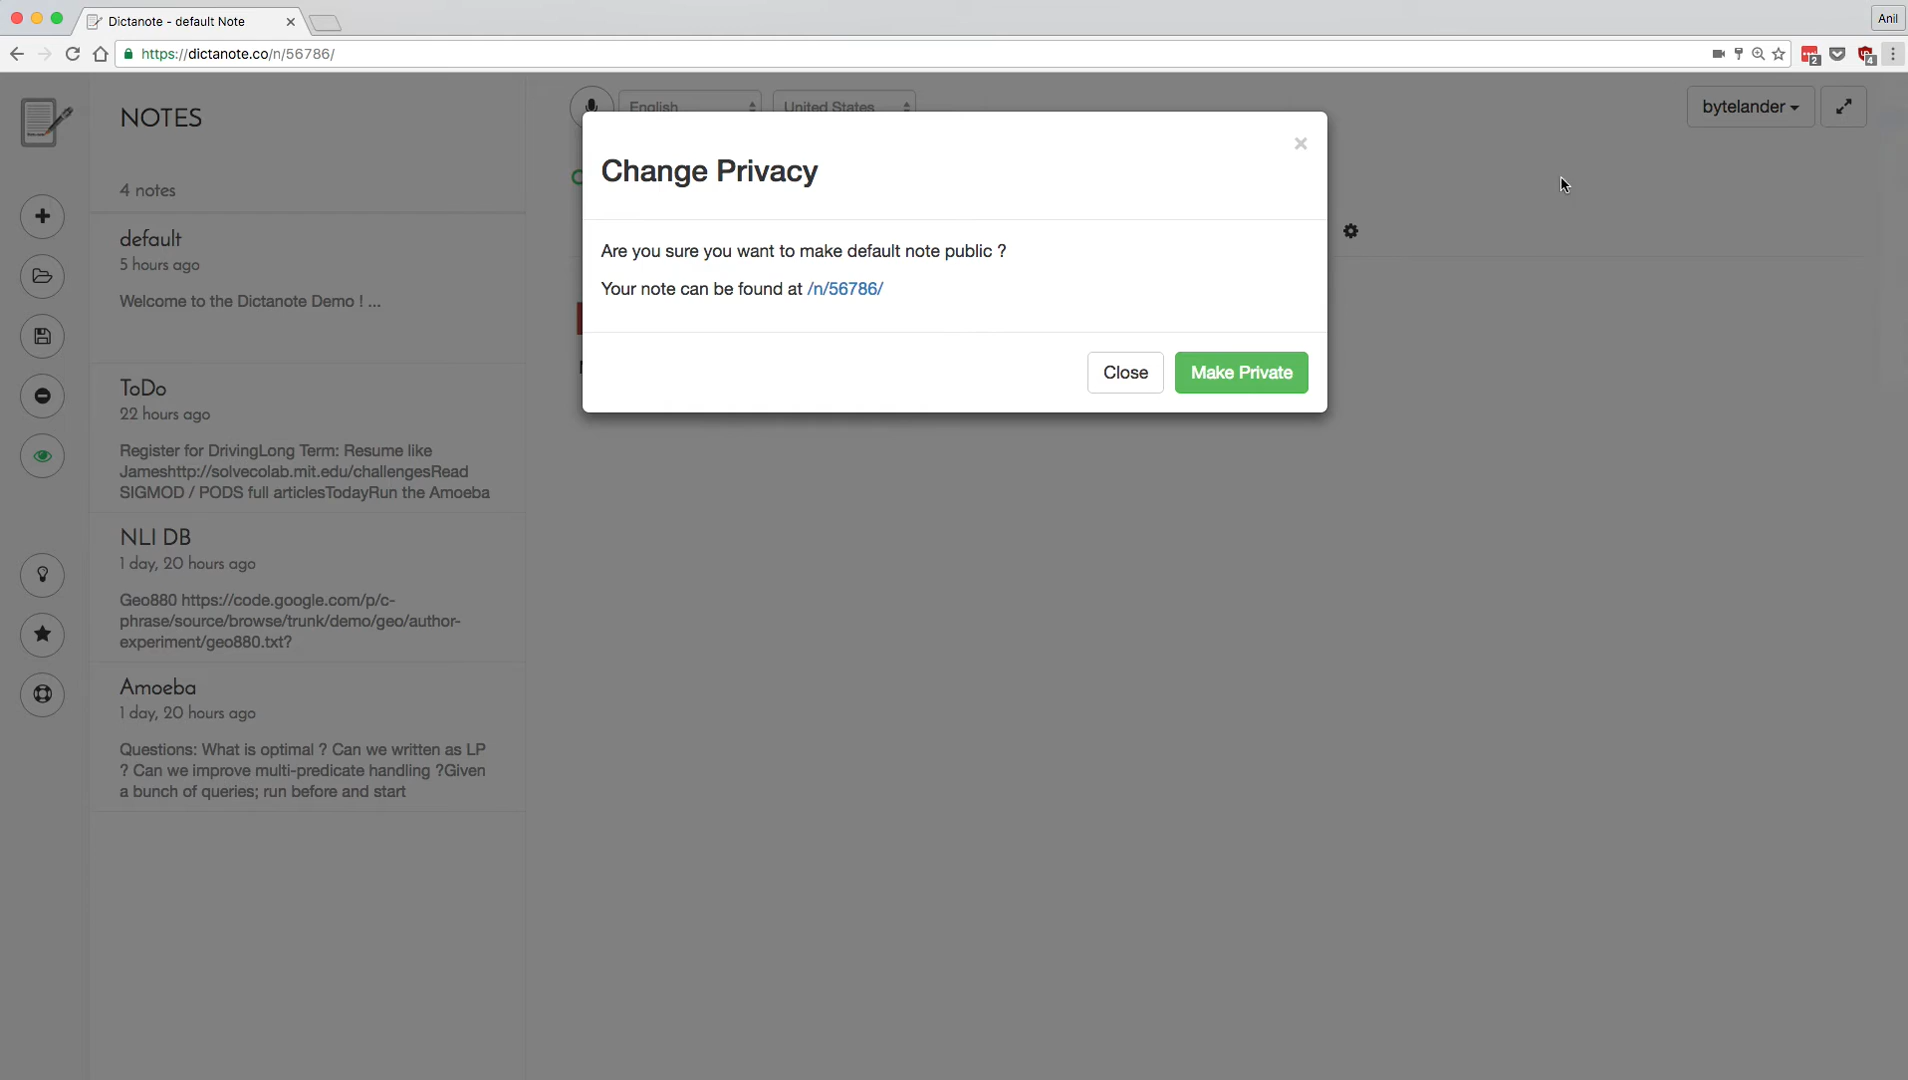 Dictanote - default Note
Anil
https://dictanote.co/n/56786/
2
4
NOTES
English
United States
bytelander
4 notes
default
5 hours ago
Welcome to the Dictanote Demo ! ...
ToDo
22 hours ago
Register for DrivingLong Term: Resume like
Jameshttp://solvecolab.mit.edu/challengesRead
SIGMOD / PODS full articlesTodayRun the Amoeba
NLI DB
1 day, 20 hours ago
Geo880 https://code.google.com/p/c-
phrase/source/browse/trunk/demo/geo/author-
experiment/geo880.txt?
Amoeba
1 day, 20 hours ago
Questions: What is optimal ? Can we written as LP
? Can we improve multi-predicate handling ?Given
a bunch of queries; run before and start
Change Privacy
×
Are you sure you want to make default note public ?
Your note can be found at /n/56786/
Close
Make Private